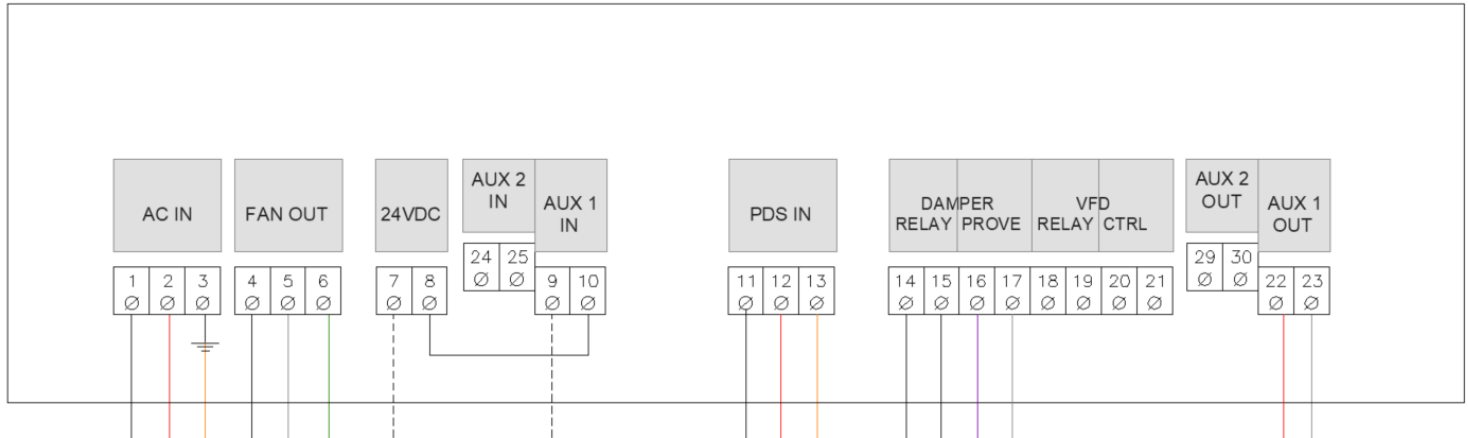 AC IN
FAN OUT
24VDC
AUX 2
IN
AUX 1
IN
PDS IN
DAMPER
RELAY PROVE
VFD
RELAY CTRL
AUX 2
OUT
AUX 1
OUT
1 2 3
4 5 6
7 8
24 25
9 10
11 12 13
14 15 16 17 18 19 20 21
29 30
22 23